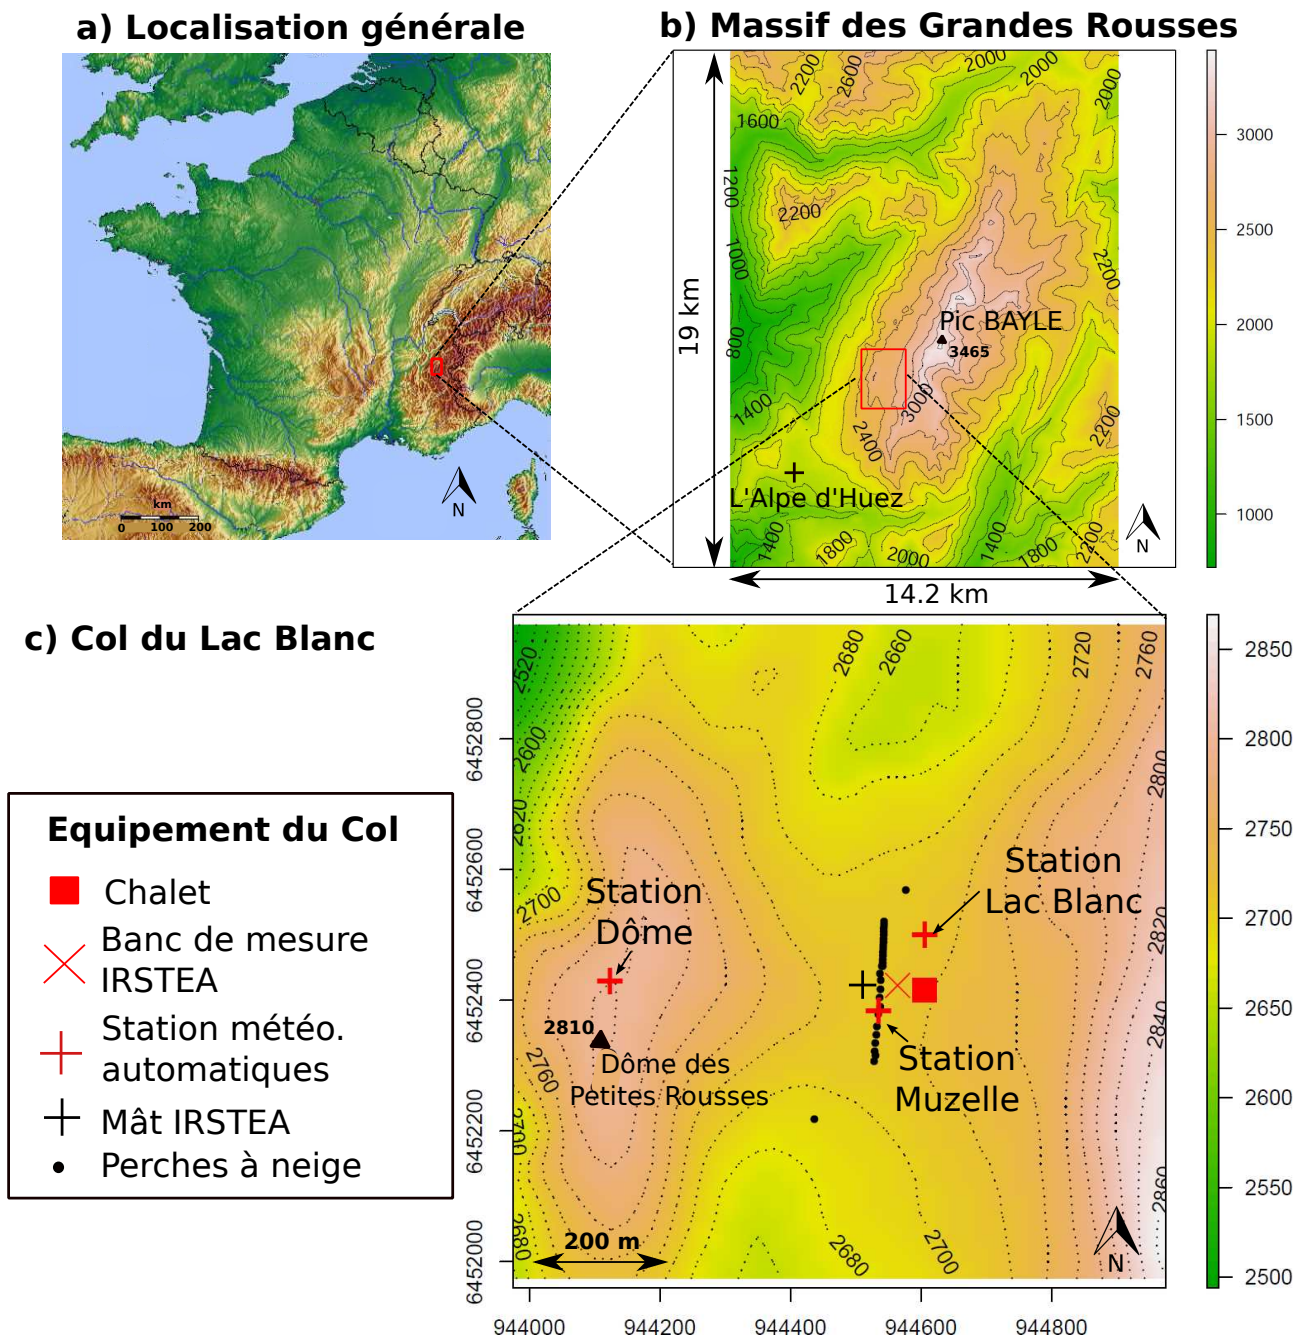 a) Localisation générale
km
0 100 200
N
b) Massif des Grandes Rousses
2200
2600
2000
2000
2000
1600
1200
2200
1000
2200
800
Pic BAYLE
3465
3000
1400
2400
2200
L'Alpe d'Huez
1400
1800
2000
1400
1800
2200
N
19 km
14.2 km
3000
2500
2000
1500
1000
c) Col du Lac Blanc
2520
2600
2620
2700
2680
2660
2720
2760
2800
2820
2840
2860
Station
Lac Blanc
Station
Dôme
2810
Dôme des
Petites Rousses
2760
2700
2680
Station
Muzelle
2680
2700
200 m
N
6452800
6452600
6452400
6452200
6452000
944000
944200
944400
944600
944800
2850
2800
2750
2700
2650
2600
2550
2500
Equipement du Col
Chalet
Banc de mesure
IRSTEA
Station météo.
automatiques
Mât IRSTEA
Perches à neige